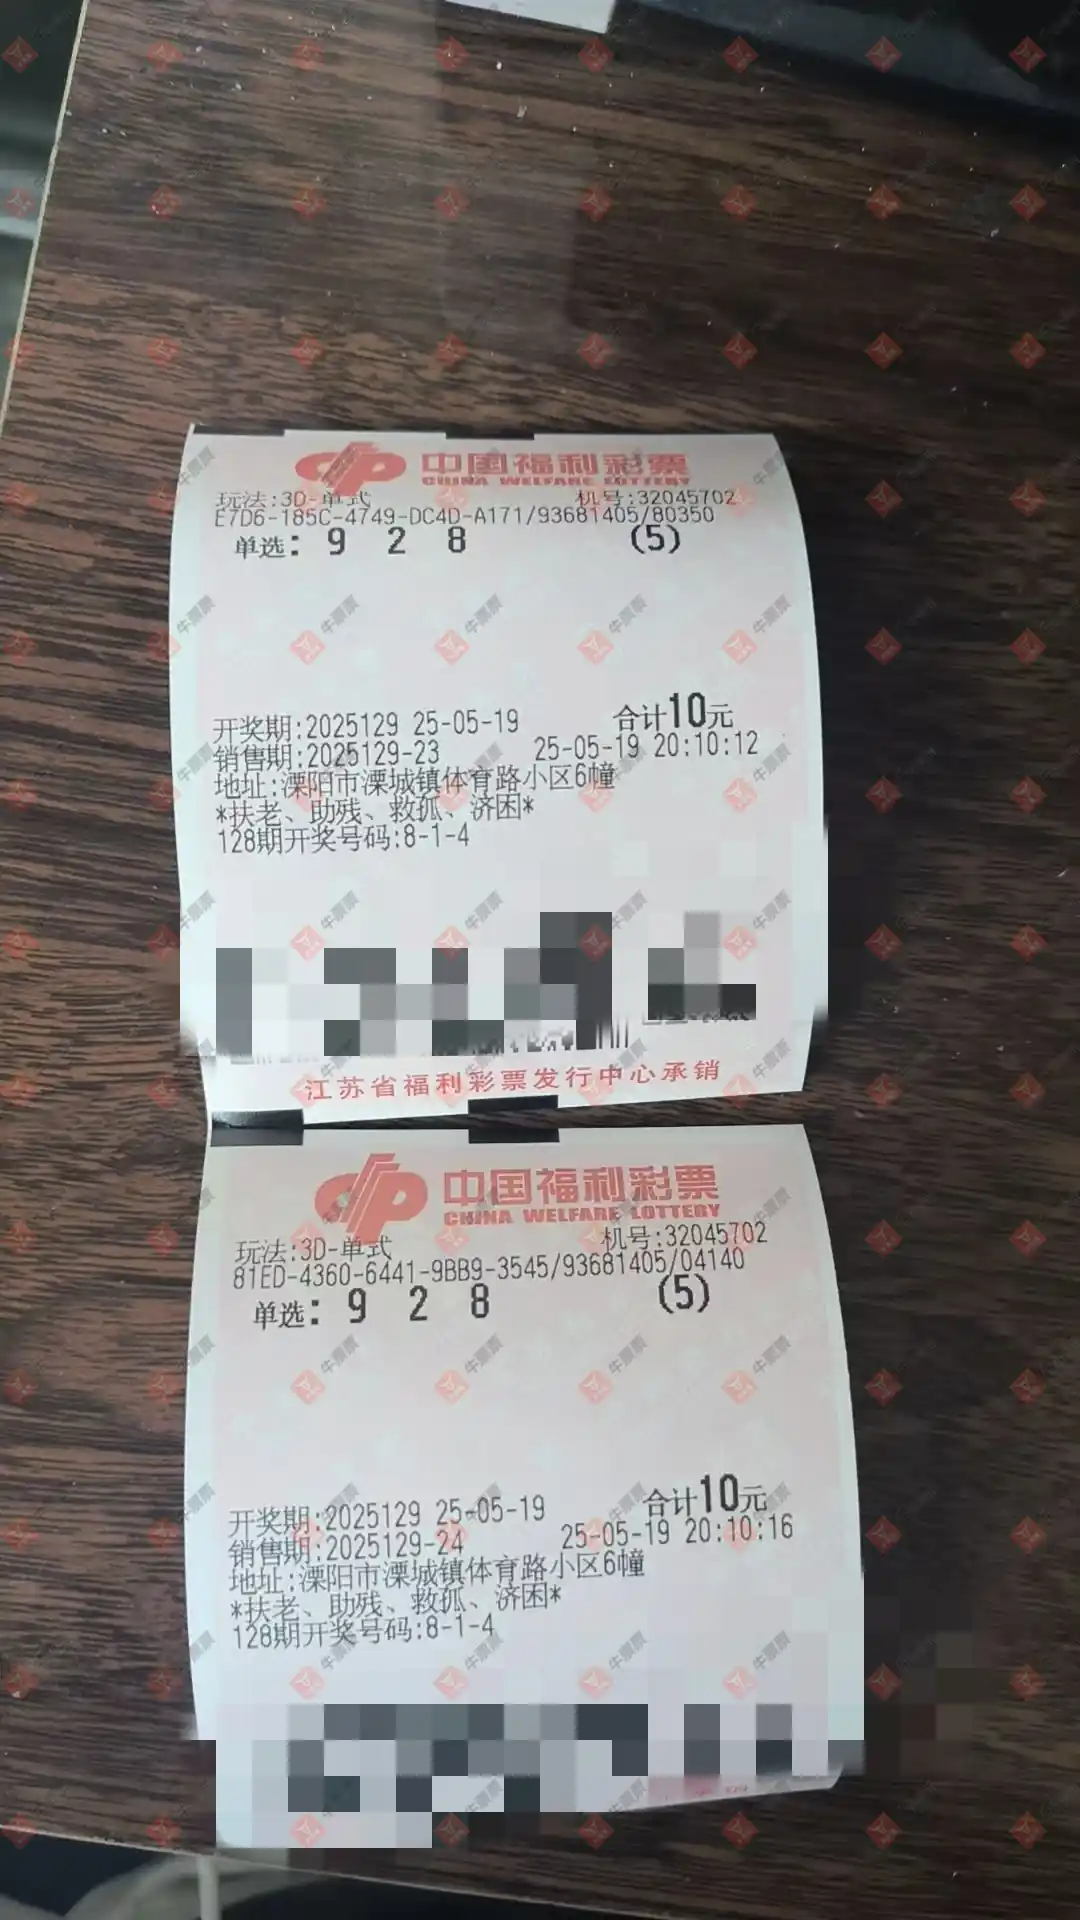 中国福利彩票
CHINA WELFARE LOTTERY
玩法:3D-单式 机号:32045702
E7D6-185C-4749-DC4D-A171/93681405/80350
单选: 9 2 8 (5)
开奖期:2025129 25-05-19 合计10元
销售期:2025129-23 25-05-19 20:10:12
地址:溧阳市溧城镇体育路小区6幢
*扶老、助残、救孤、济困*
128期开奖号码:8-1-4
江苏省福利彩票发行中心承销
中国福利彩票
CHINA WELFARE LOTTERY
玩法:3D-单式 机号:32045702
81ED-4360-6441-9BB9-3545/93681405/04140
单选: 9 2 8 (5)
开奖期:2025129 25-05-19 合计10元
销售期:2025129-24 25-05-19 20:10:16
地址:溧阳市溧城镇体育路小区6幢
*扶老、助残、救孤、济困*
128期开奖号码:8-1-4
牛票票